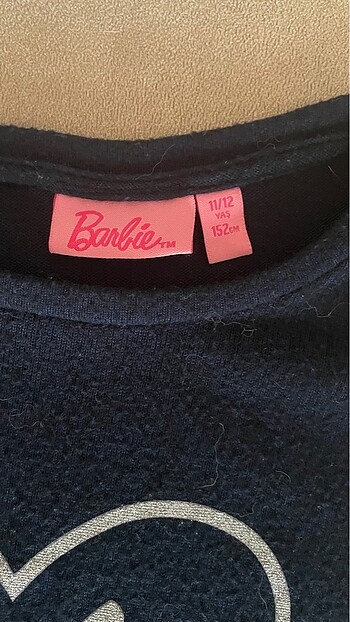 Barbie™
11/12
YAŞ
152CM